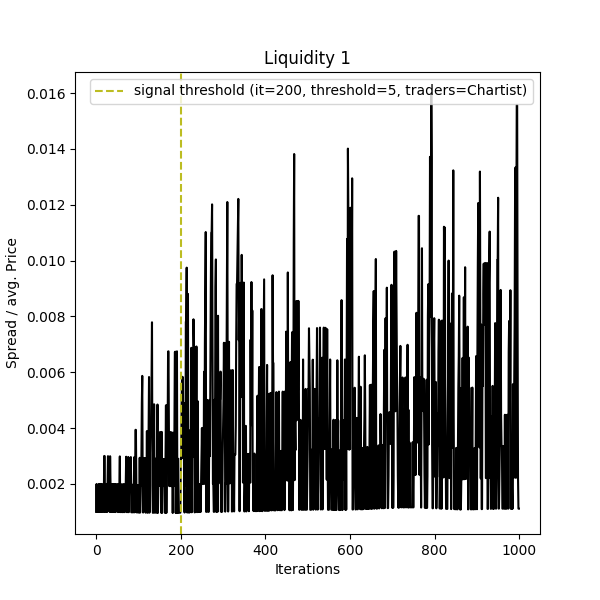 Liquidity 1
signal threshold (it=200, threshold=5, traders=Chartist)
Spread / avg. Price
0.016
0.014
0.012
0.010
0.008
0.006
0.004
0.002
0 200 400 600 800 1000
Iterations